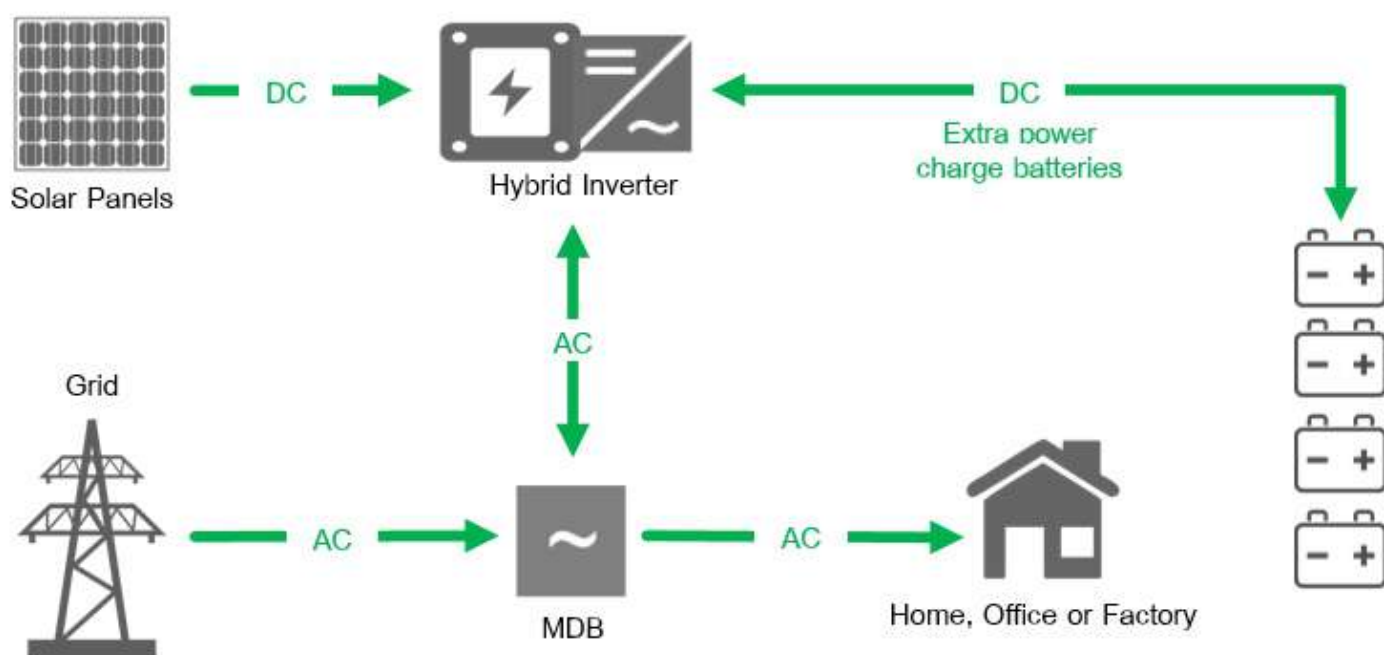 DC
DC
Extra power
charge batteries
Solar Panels
Hybrid Inverter
AC
Grid
AC
AC
MDB
Home, Office or Factory